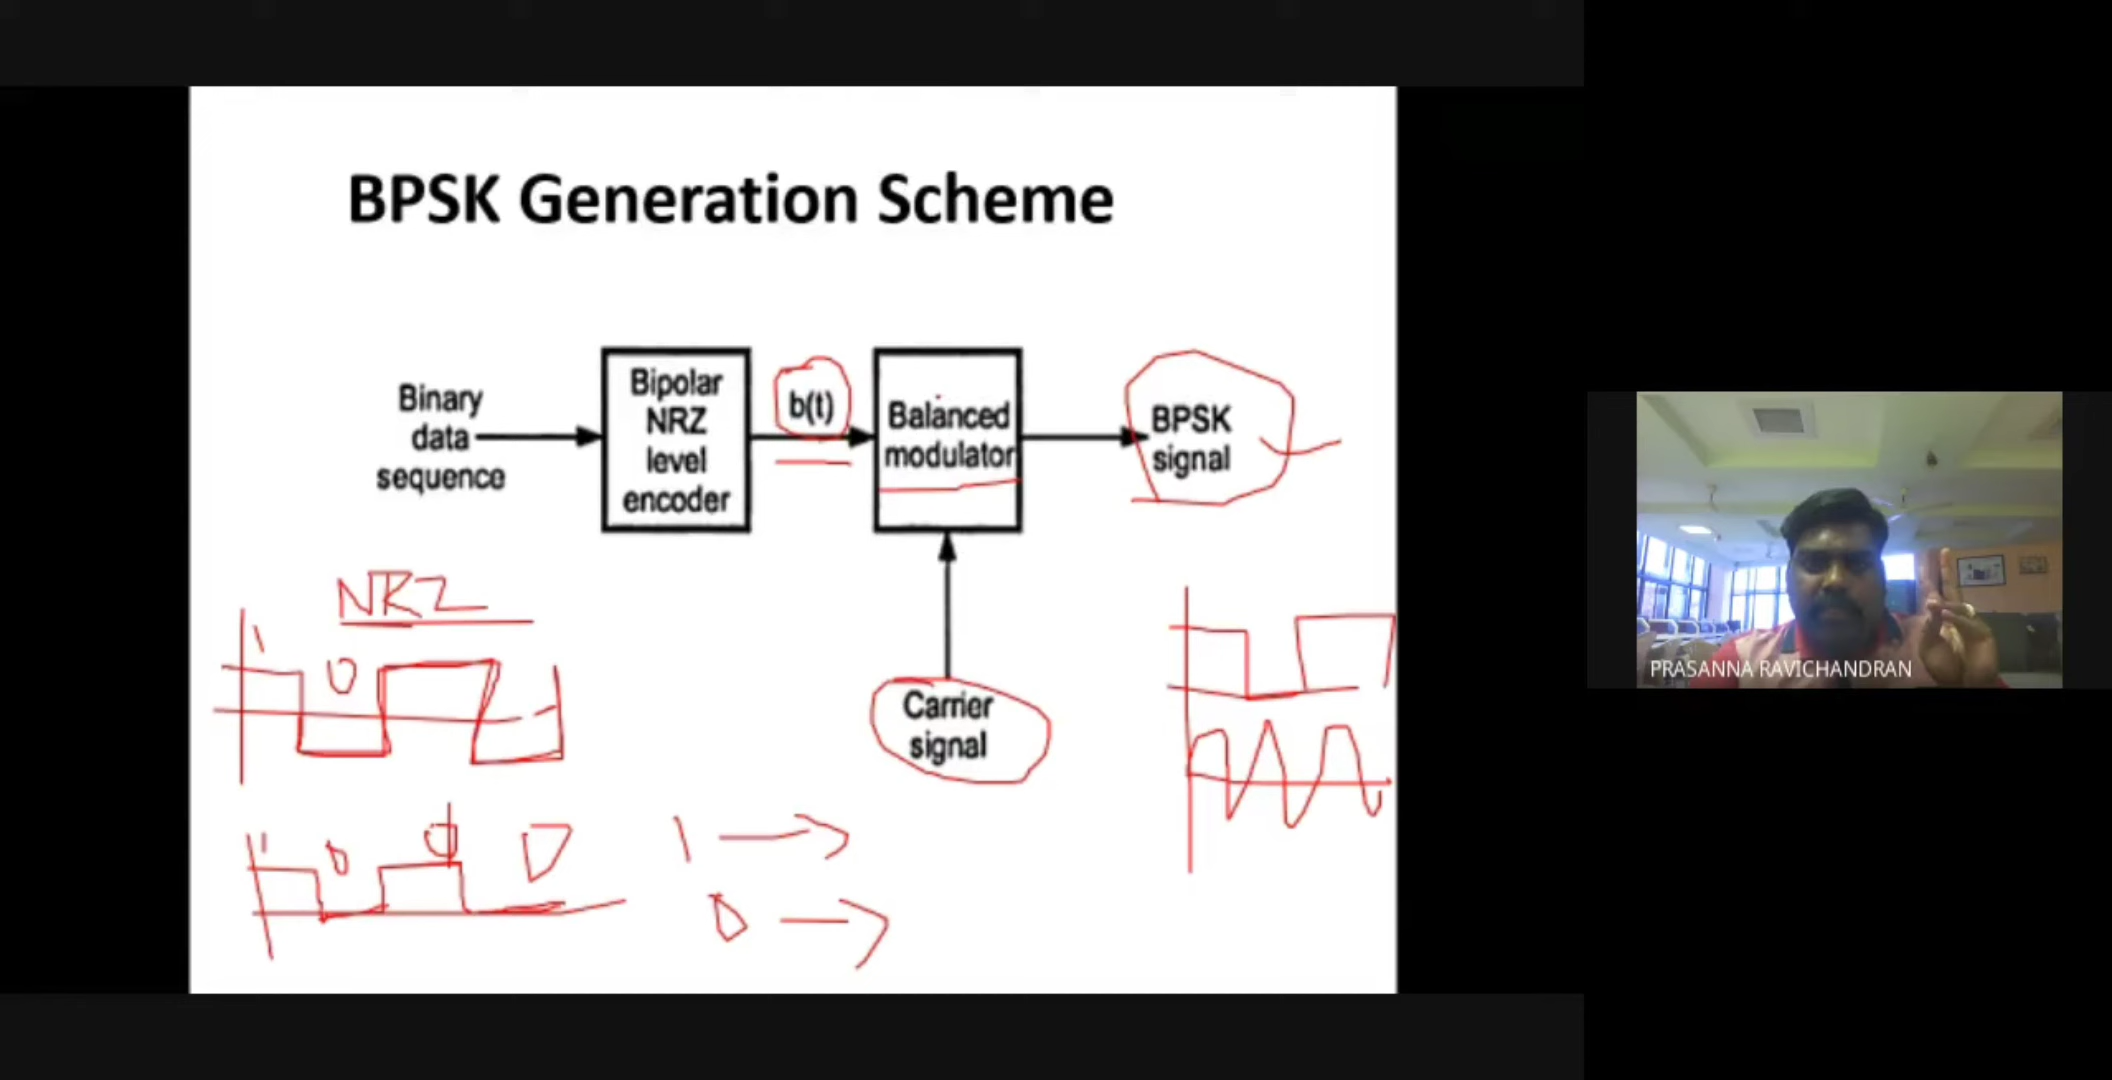 BPSK Generation Scheme
Binary
data
sequence
Bipolar
NRZ
level
encoder
b(t)
Balanced
modulator
BPSK
signal
Carrier
signal
NRZ
1
0
1 0 0
1
0
PRASANNA RAVICHANDRAN